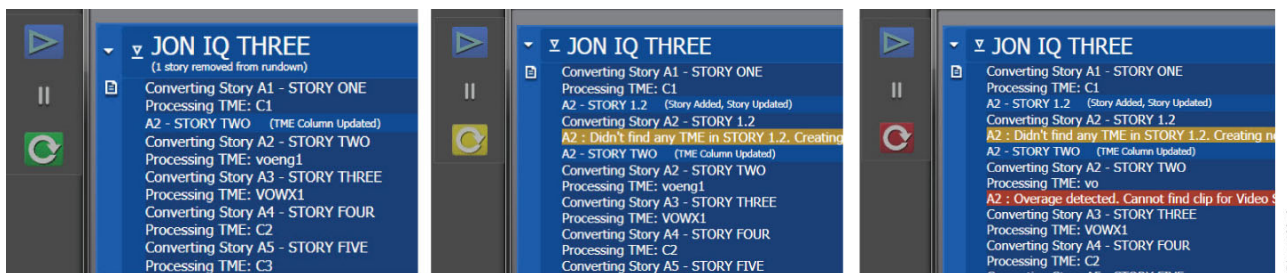 JON IQ THREE
(1 story removed from rundown)
Converting Story A1 - STORY ONE
Processing TME: C1
A2 - STORY TWO (TME Column Updated)
Converting Story A2 - STORY TWO
Processing TME: voeng1
Converting Story A3 - STORY THREE
Processing TME: VOWX1
Converting Story A4 - STORY FOUR
Processing TME: C2
Converting Story A5 - STORY FIVE
Processing TME: C3
JON IQ THREE
Converting Story A1 - STORY ONE
Processing TME: C1
A2 - STORY 1.2 (Story Added, Story Updated)
Converting Story A2 - STORY 1.2
A2 : Didn't find any TME in STORY 1.2. Creating
A2 - STORY TWO (TME Column Updated)
Converting Story A2 - STORY TWO
Processing TME: voeng1
Converting Story A3 - STORY THREE
Processing TME: VOWX1
Converting Story A4 - STORY FOUR
Processing TME: C2
Converting Story A5 - STORY FIVE
JON IQ THREE
Converting Story A1 - STORY ONE
Processing TME: C1
A2 - STORY 1.2 (Story Added, Story Updated)
Converting Story A2 - STORY 1.2
A2 : Didn't find any TME in STORY 1.2. Creating
A2 - STORY TWO (TME Column Updated)
Converting Story A2 - STORY TWO
Processing TME: vo
A2 : Overage detected. Cannot find clip for Video
Converting Story A3 - STORY THREE
Processing TME: VOWX1
Converting Story A4 - STORY FOUR
Processing TME: C2